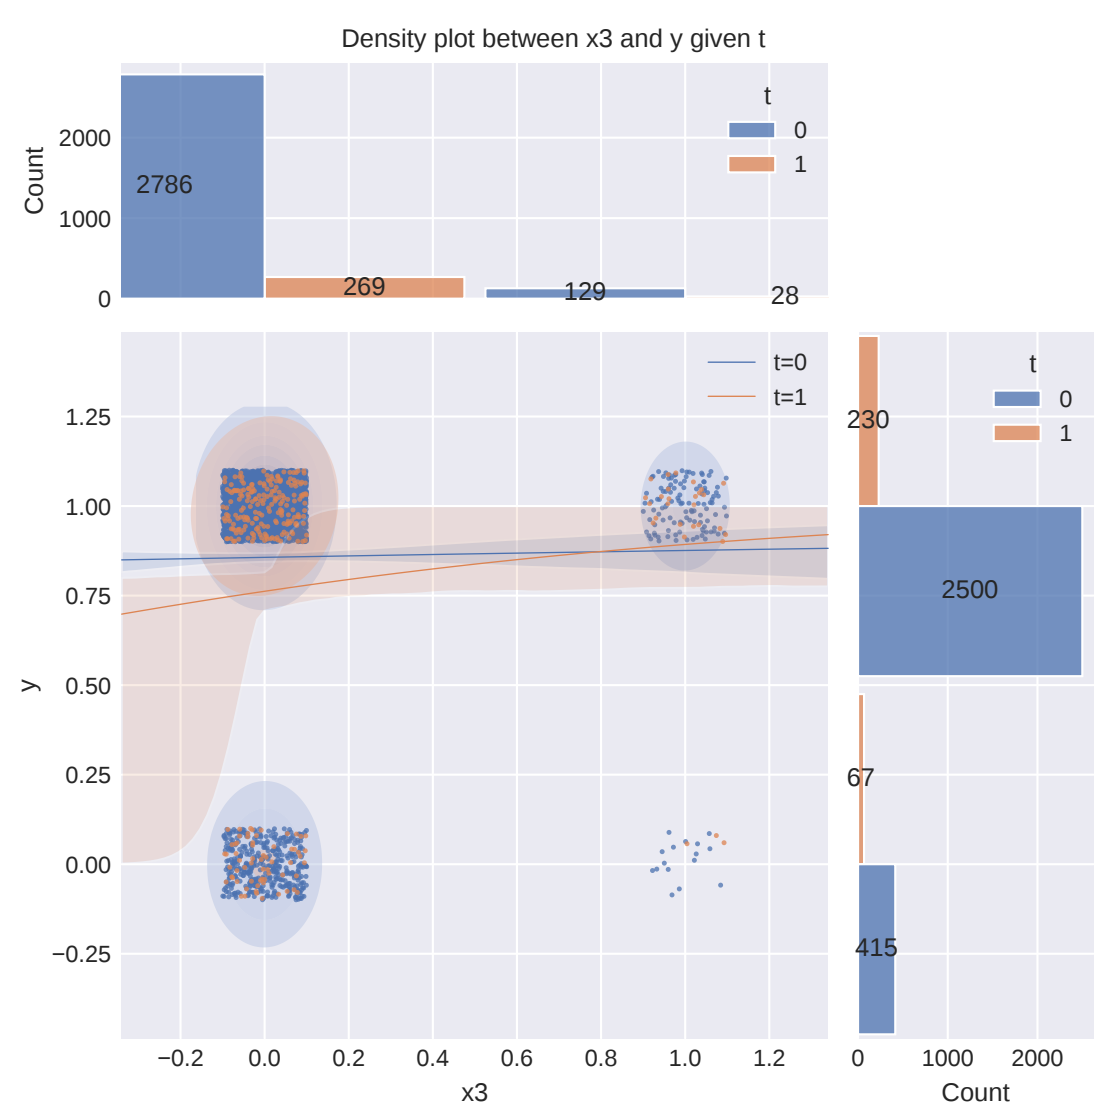 Density plot between x3 and y given t
Count
2000
1000
0
2786
269
129
28
t
0
1
t=0
t=1
y
1.25
1.00
0.75
0.50
0.25
0.00
−0.25
−0.2 0.0 0.2 0.4 0.6 0.8 1.0 1.2
x3
t
0
1
230
2500
67
415
0 1000 2000
Count